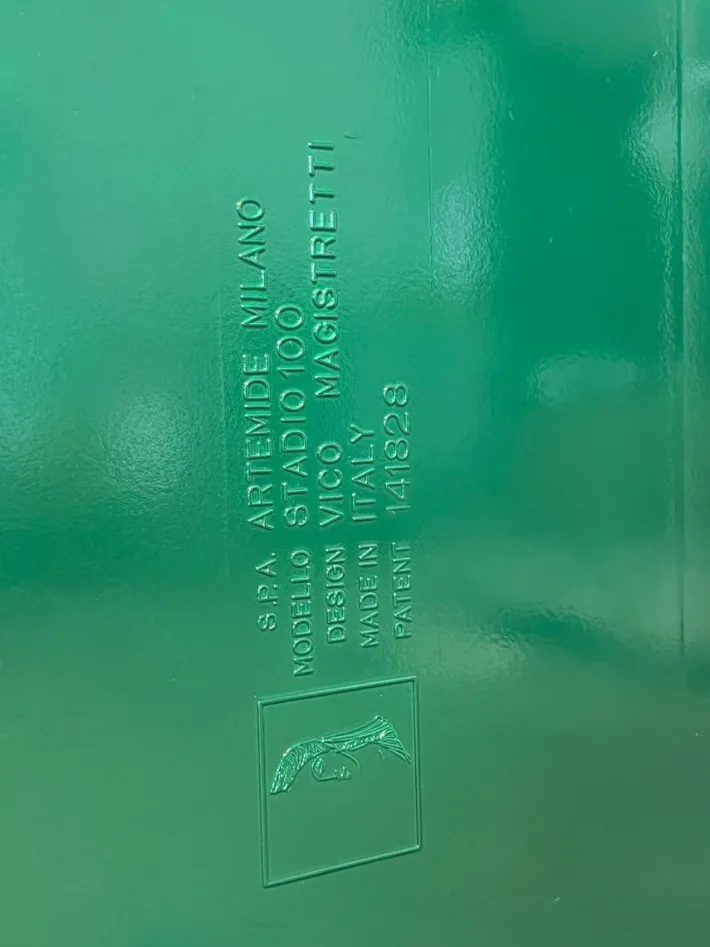 S.P.A. ARTEMIDE MILANO
MODELLO STADIO 100
DESIGN VICO MAGISTRETTI
MADE IN ITALY
PATENT 141828